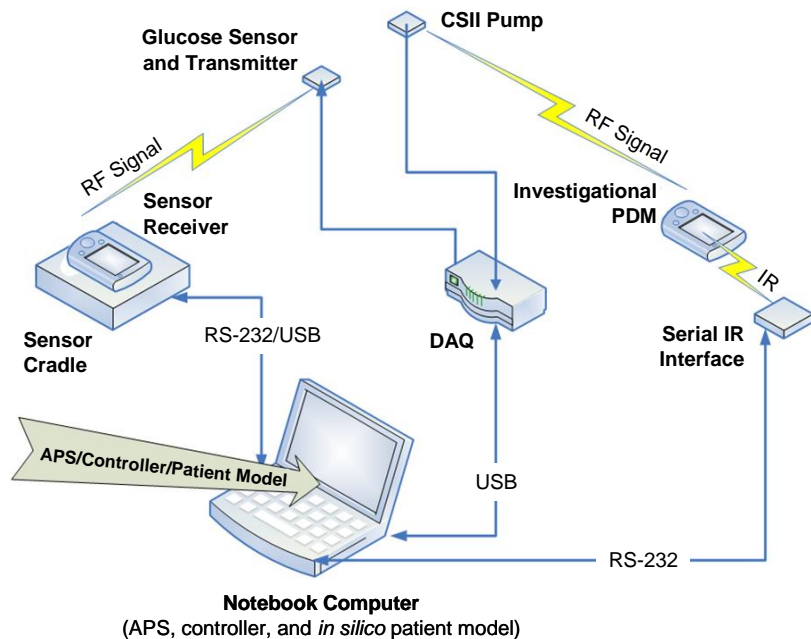 CSII Pump
Glucose Sensor
and Transmitter
RF Signal
RF Signal
Sensor
Receiver
Investigational
PDM
IR
Sensor
Cradle
RS-232/USB
DAQ
Serial IR
Interface
APS/Controller/Patient Model
USB
RS-232
Notebook Computer
(APS, controller, and in silico patient model)